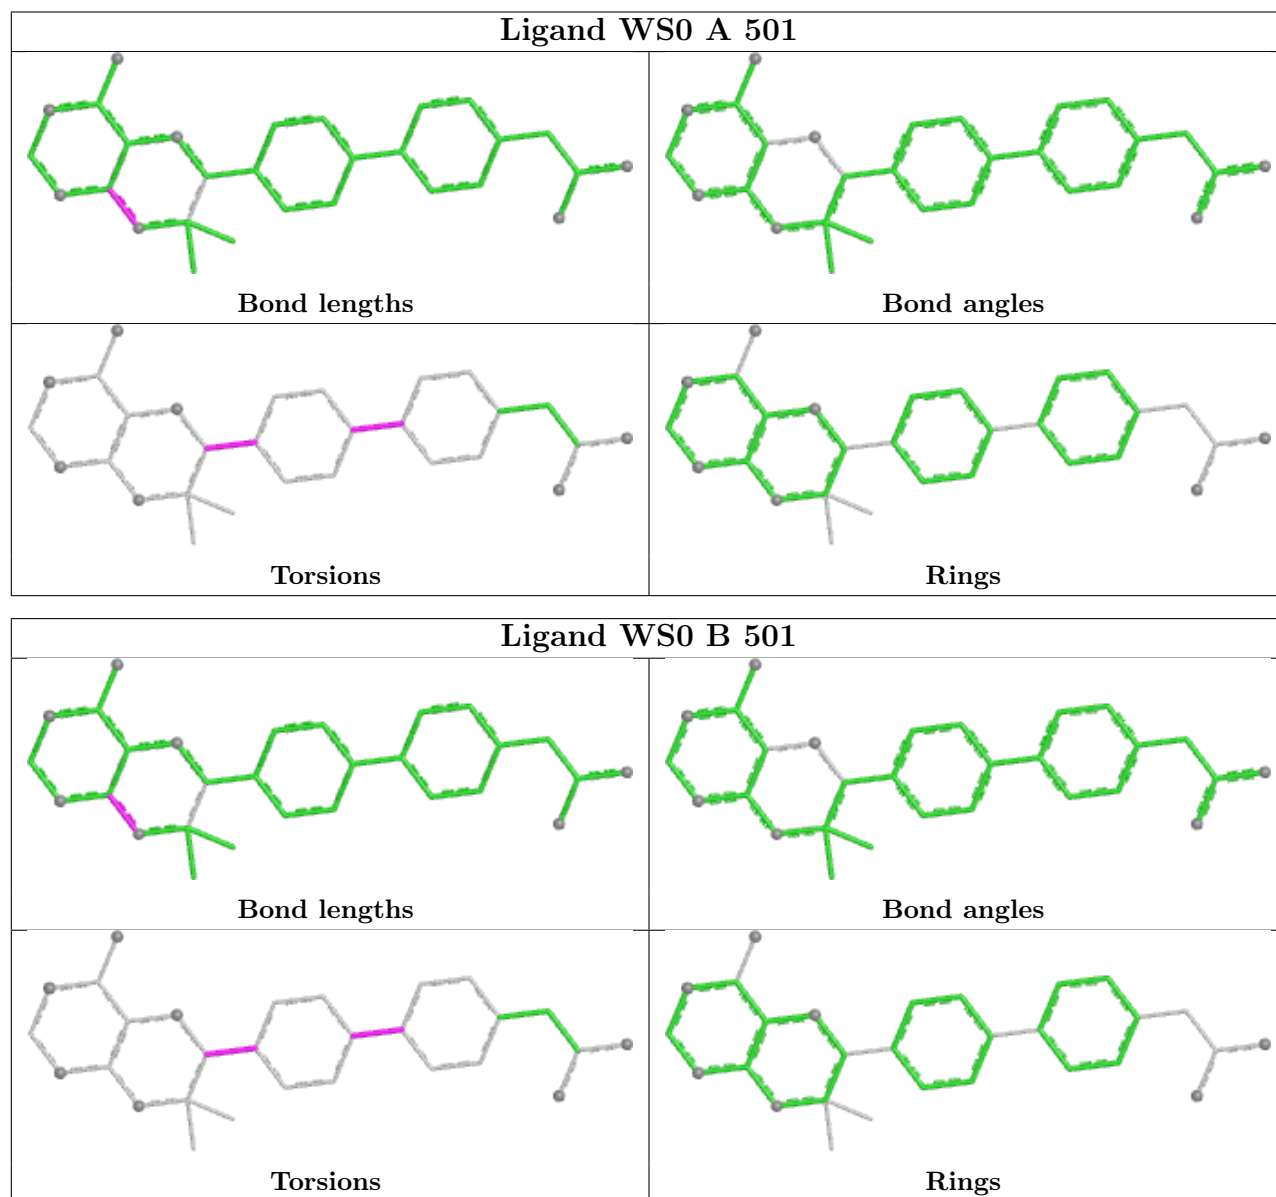 Ligand WS0 A 501
Bond lengths
Bond angles
Torsions
Rings
Ligand WS0 B 501
Bond lengths
Bond angles
Torsions
Rings